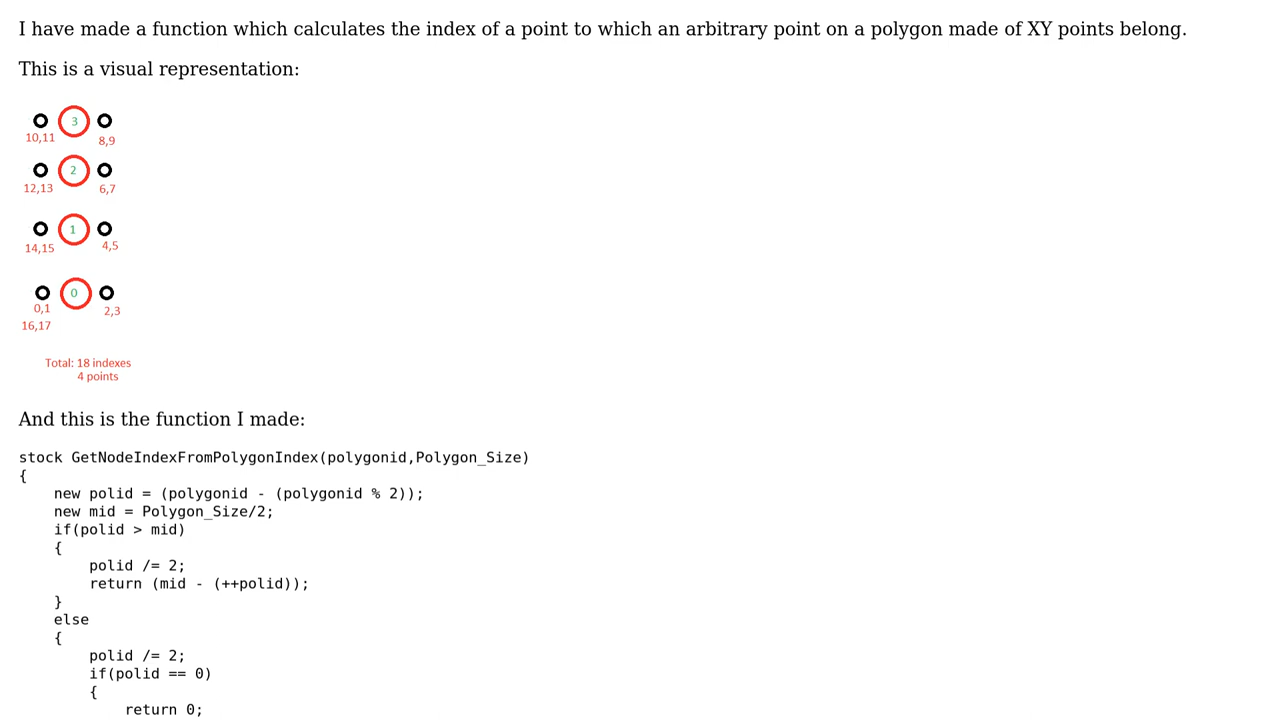 I have made a function which calculates the index of a point to which an arbitrary point on a polygon made of XY points belong.
This is a visual representation:
3
10,11
8,9
2
12,13
6,7
1
14,15
4,5
0
0,1
2,3
16,17
Total: 18 indexes
4 points
And this is the function I made:
stock GetNodeIndexFromPolygonIndex(polygonid,Polygon_Size)
{
    new polid = (polygonid - (polygonid % 2));
    new mid = Polygon_Size/2;
    if(polid > mid)
    {
        polid /= 2;
        return (mid - (++polid));
    }
    else
    {
        polid /= 2;
        if(polid == 0)
        {
            return 0;